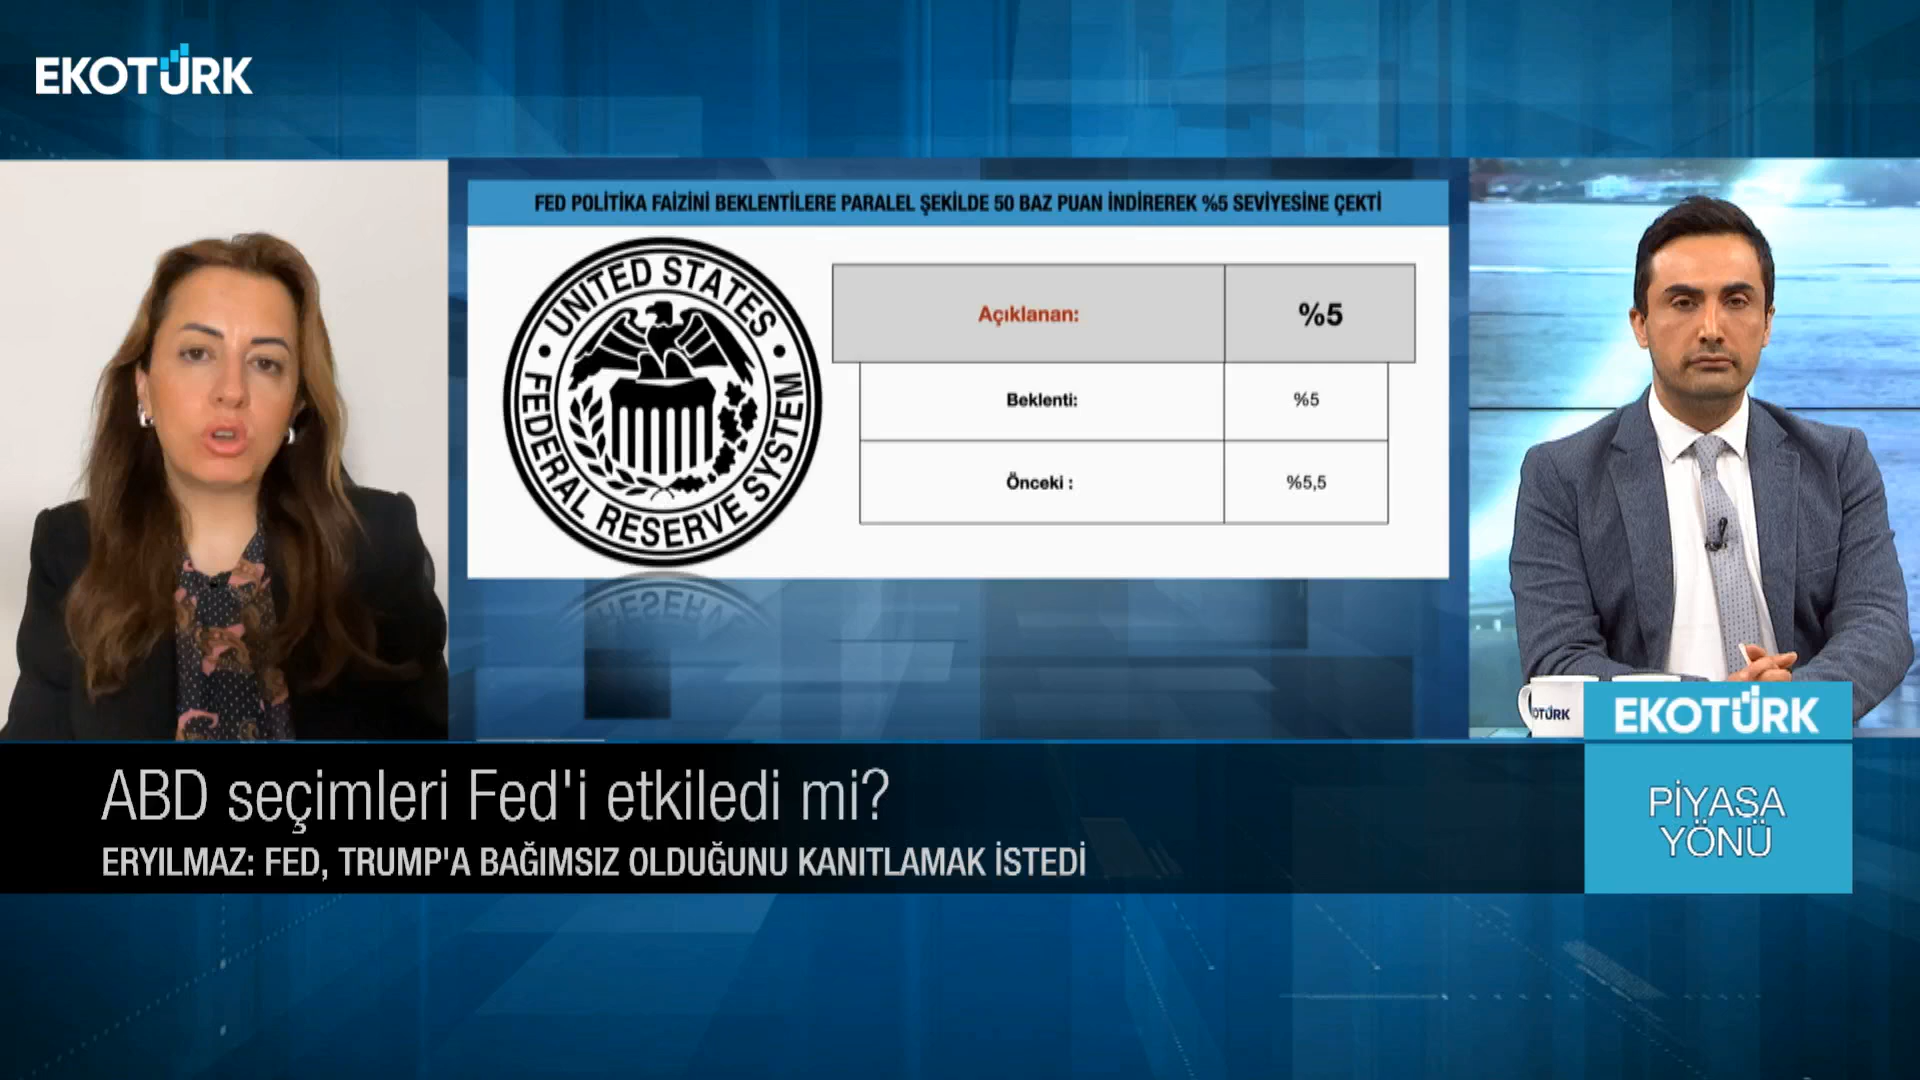 EKOTÜRK
FED POLİTİKA FAİZİNİ BEKLENTİLERE PARALEL ŞEKİLDE 50 BAZ PUAN İNDİREREK %5 SEVİYESİNE ÇEKTİ
UNITED STATES
FEDERAL RESERVE SYSTEM
Açıklanan: %5
Beklenti: %5
Önceki : %5,5
OTÜRK
EKOTÜRK
ABD seçimleri Fed'i etkiledi mi?
ERYILMAZ: FED, TRUMP'A BAĞIMSIZ OLDUĞUNU KANITLAMAK İSTEDİ
PİYASA
YÖNÜ